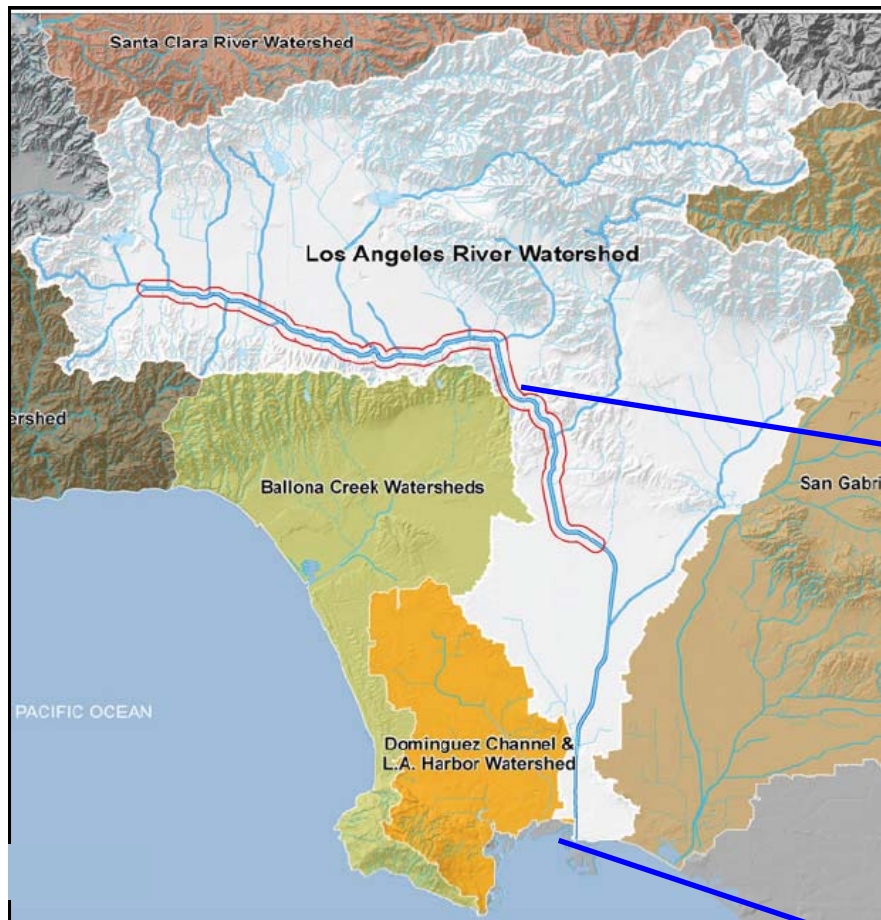 Santa Clara River Watershed
Los Angeles River Watershed
ershed
Ballona Creek Watersheds
San Gabri
PACIFIC OCEAN
Dominguez Channel &
L.A. Harbor Watershed